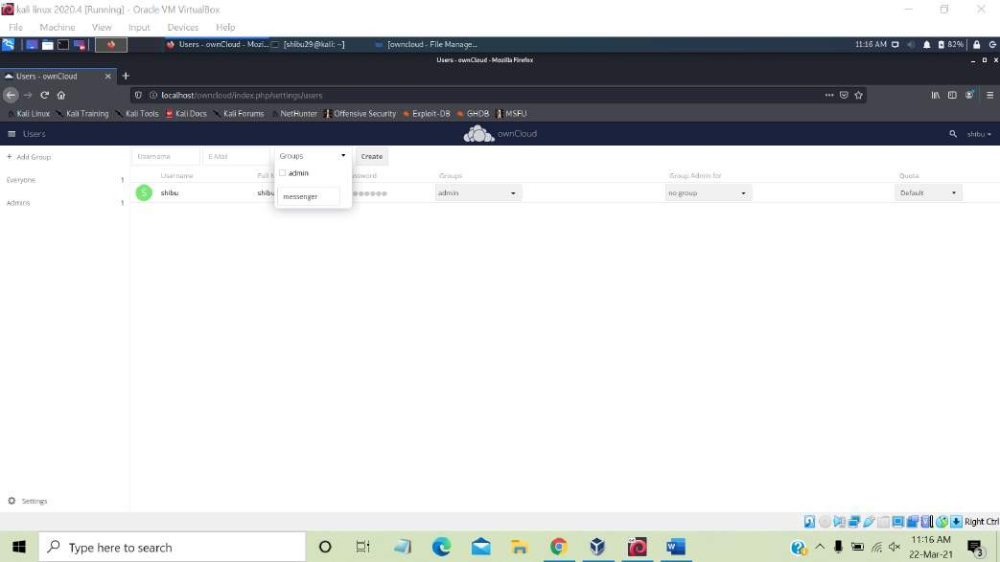 kali linux 2020.4 [Running] - Oracle VM VirtualBox
File Machine View Input Devices Help
Users - ownCloud - Mozi... [shibu29@kali: ~] [owncloud - File Manage... 11:16 AM 82%
Users - ownCloud - Mozilla Firefox
Users - ownCloud
localhost/owncloud/index.php/settings/users
Kali Linux Kali Training Kali Tools Kali Docs Kali Forums NetHunter Offensive Security Exploit-DB GHDB MSFU
Users ownCloud shibu
+ Add Group Username E-Mail Groups Create
admin
Username Full Groups Group Admin for Quota
Everyone 1
S shibu shibu messenger admin no group Default
Admins 1
Settings
Right Ctrl
Type here to search W 11:16 AM
22-Mar-21 3